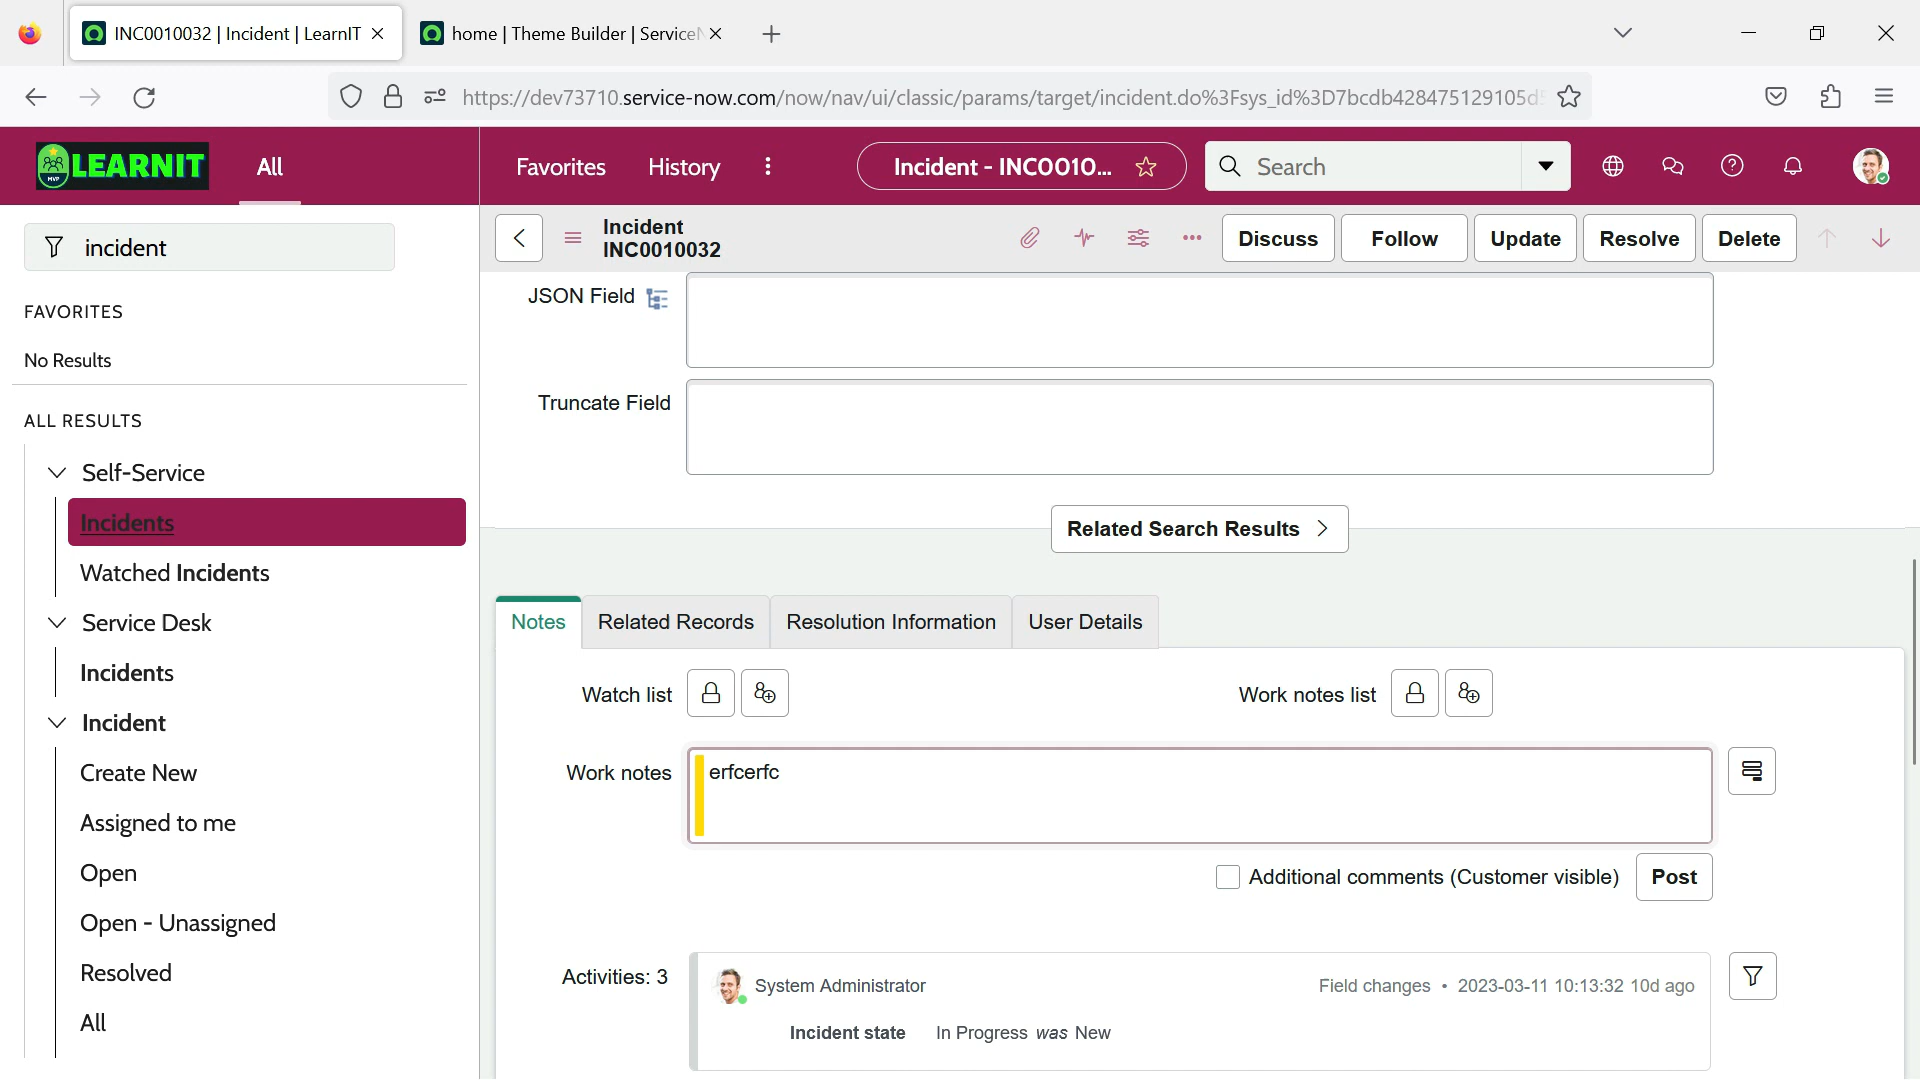 INC0010032 | Incident | LearnIT
home | Theme Builder | Service
https://dev73710.service-now.com/now/nav/ui/classic/params/target/incident.do%3Fsys_id%3D7bcdb428475129105d
MVP LEARNIT
All
Favorites
History
Incident - INC0010...
Search
incident
Incident
INC0010032
Discuss
Follow
Update
Resolve
Delete
FAVORITES
No Results
ALL RESULTS
Self-Service
Incidents
Watched Incidents
Service Desk
Incidents
Incident
Create New
Assigned to me
Open
Open - Unassigned
Resolved
All
JSON Field
Truncate Field
Related Search Results
Notes
Related Records
Resolution Information
User Details
Watch list
Work notes list
Work notes
erfcerfc
Additional comments (Customer visible)
Post
Activities: 3
System Administrator
Field changes • 2023-03-11 10:13:32 10d ago
Incident state In Progress was New